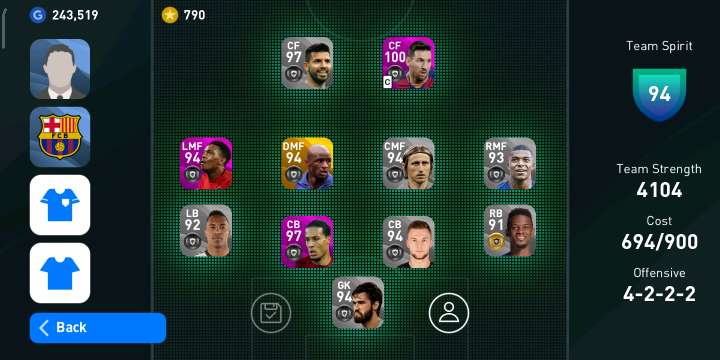 G 243,519
790
CF
97
CF
100
C
Team Spirit
94
LMF
94
DMF
94
CMF
94
RMF
93
Team Strength
4104
LB
92
CB
97
CB
94
RB
91
Cost
694/900
Offensive
4-2-2-2
GK
94
Back
FCB